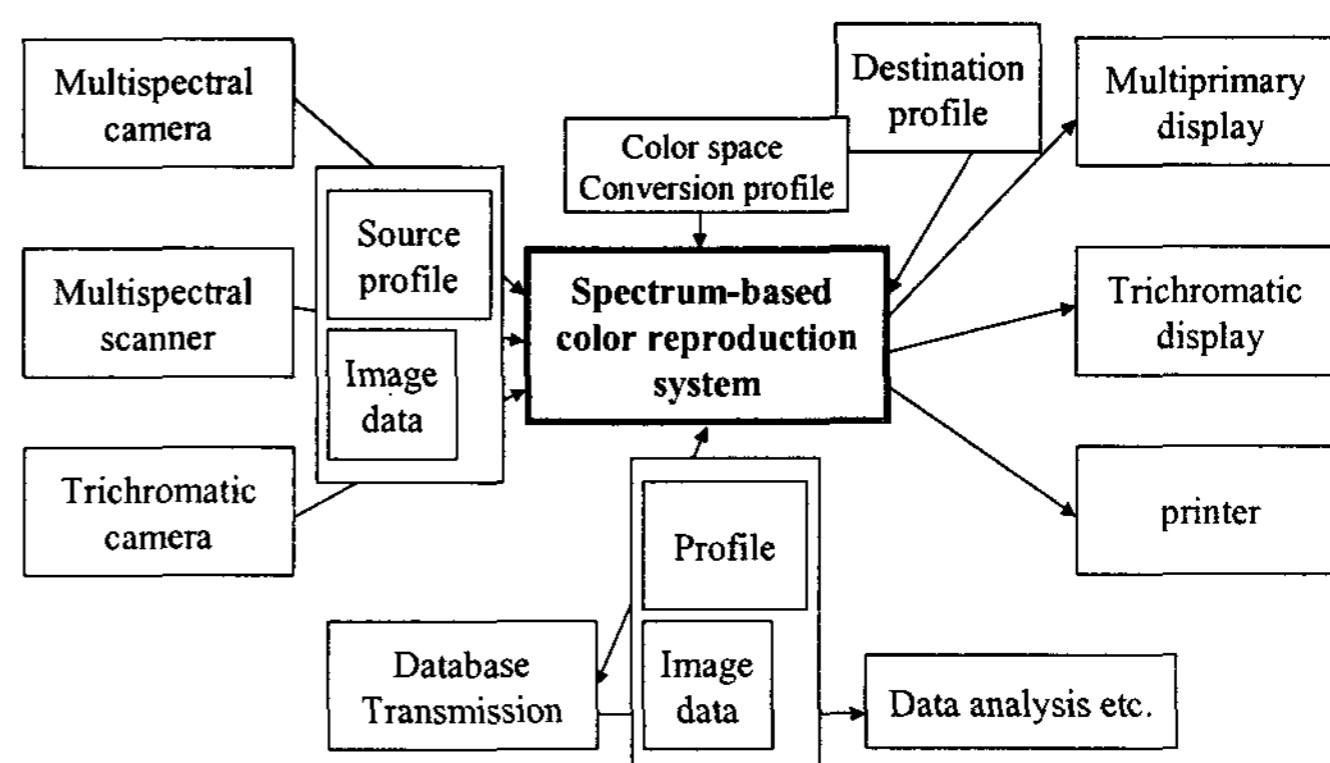 Multispectral
camera
Multispectral
scanner
Trichromatic
camera
Source
profile
Image
data
Color space
Conversion profile
Destination
profile
Spectrum-based
color reproduction
system
Multiprimary
display
Trichromatic
display
printer
Profile
Image
data
Database
Transmission
Data analysis etc.